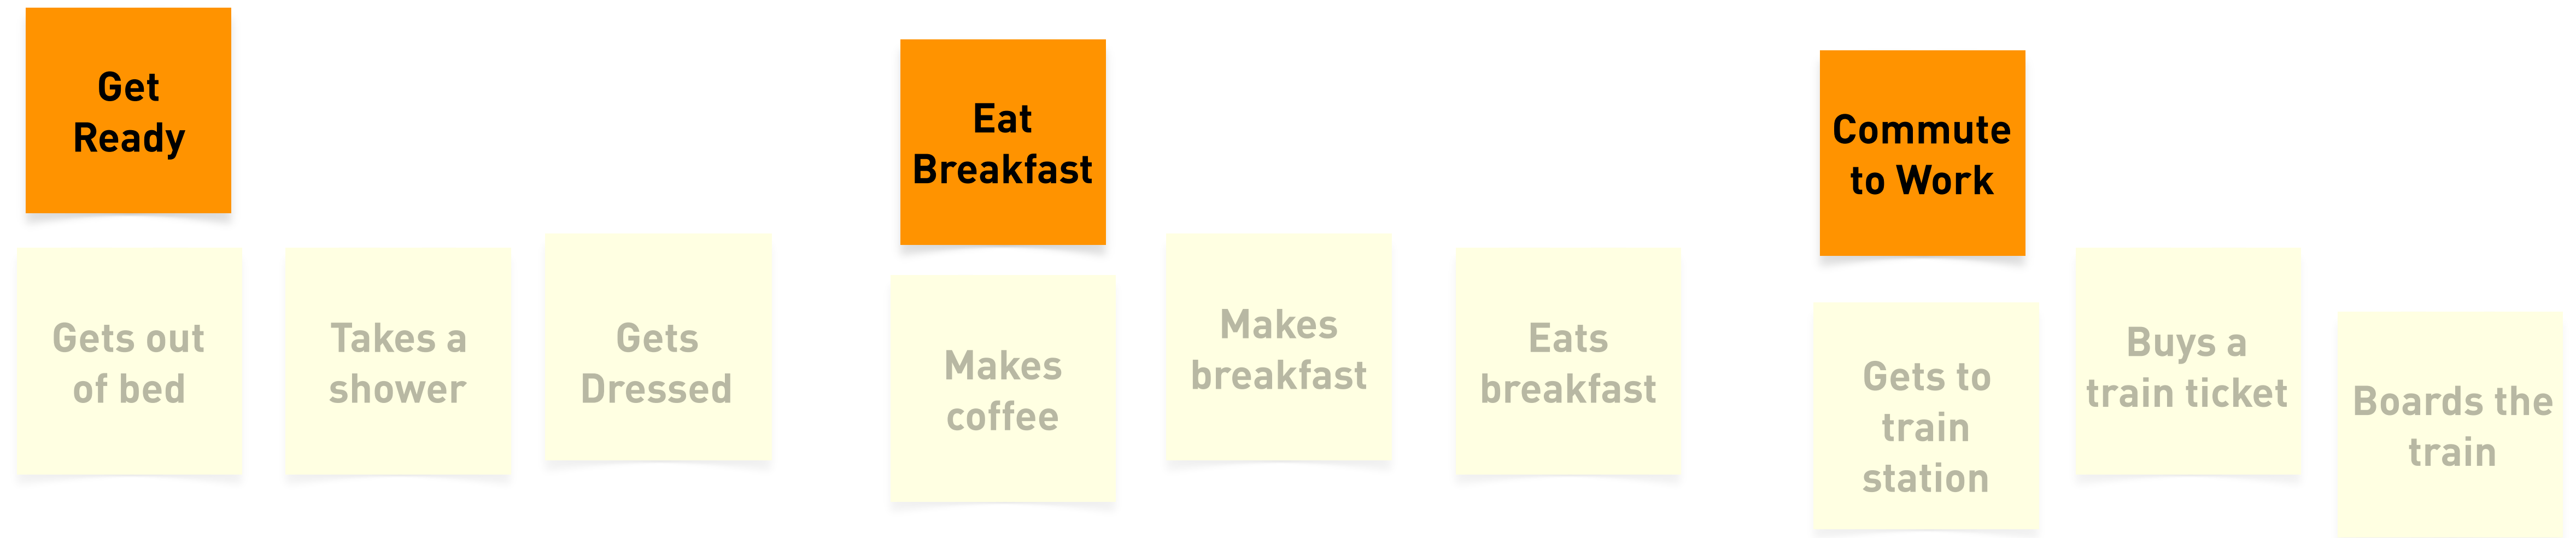 Get
Ready
Eat
Breakfast
Commute
to Work
Gets out
of bed
Takes a
shower
Gets
Dressed
Makes
coffee
Makes
breakfast
Eats
breakfast
Gets to
train
station
Buys a
train ticket
Boards the
train